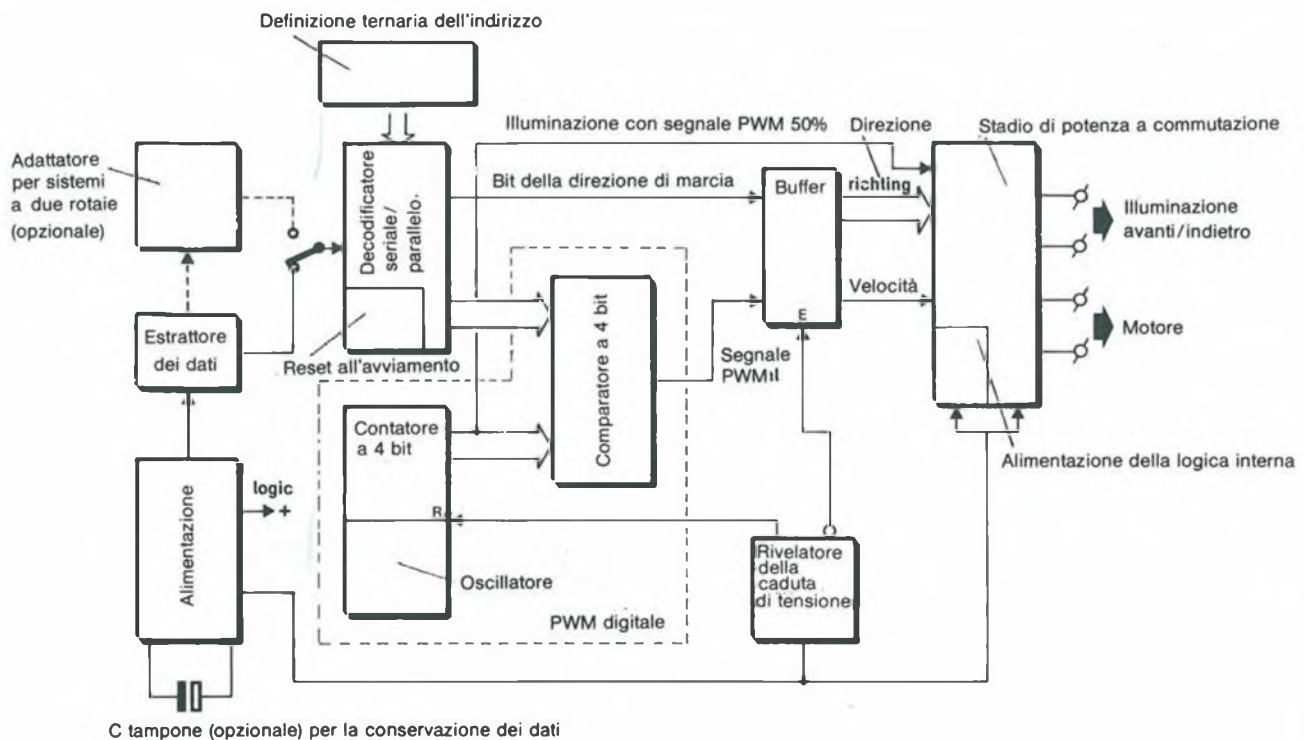 Definizione ternaria dell'indirizzo
Adattatore
per sistemi
a due rotaie
(opzionale)
Decodificatore
seriale/
parallelo.
Illuminazione con segnale PWM 50%
Direzione
Stadio di potenza a commutazione
Bit della direzione di marcia
Buffer
richting
Illuminazione
avanti/indietro
Velocità
E
Motore
Estrattore
dei dati
Reset all'avviamento
Segnale
PWM
Contatore
a 4 bit
Comparatore a 4 bit
Alimentazione della logica interna
Alimentazione
logic
+
R
Oscillatore
Rivelatore
della
caduta
di tensione
PWM digitale
C tampone (opzionale) per la conservazione dei dati